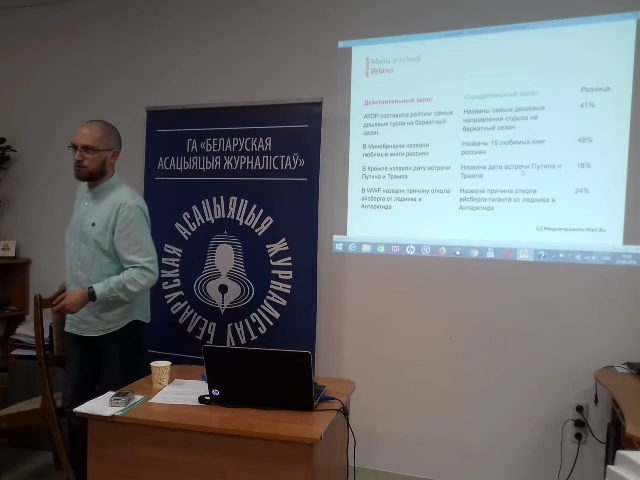 Media e-school
Belarus
Действительный залог
Страдательный залог
Разница
АТОР составила рейтинг самых
дешевых туров на бархатный
сезон
Названы самые дешевые
направления отдыха на
бархатный сезон
41%
В Минобрнауки назвали
любимые книги россиян
Названы 15 любимых книг
россиян
48%
В Кремле назвали дату встречи
Путина и Трампа
Названа дата встречи Путина и
Трампа
18%
В WWF назвали причину откола
айсберга от ледника в
Антарктиде
Названа причина откола
айсберга-гиганта от ледника в
Антарктиде
24%
(c) Медиапроекты Mail.Ru
ГА «БЕЛАРУСКАЯ
АСАЦЫЯЦЫЯ ЖУРНАЛІСТАЎ»
БЕЛАРУСКАЯ АСАЦЫЯЦЫЯ ЖУРНАЛІСТАЎ
hp